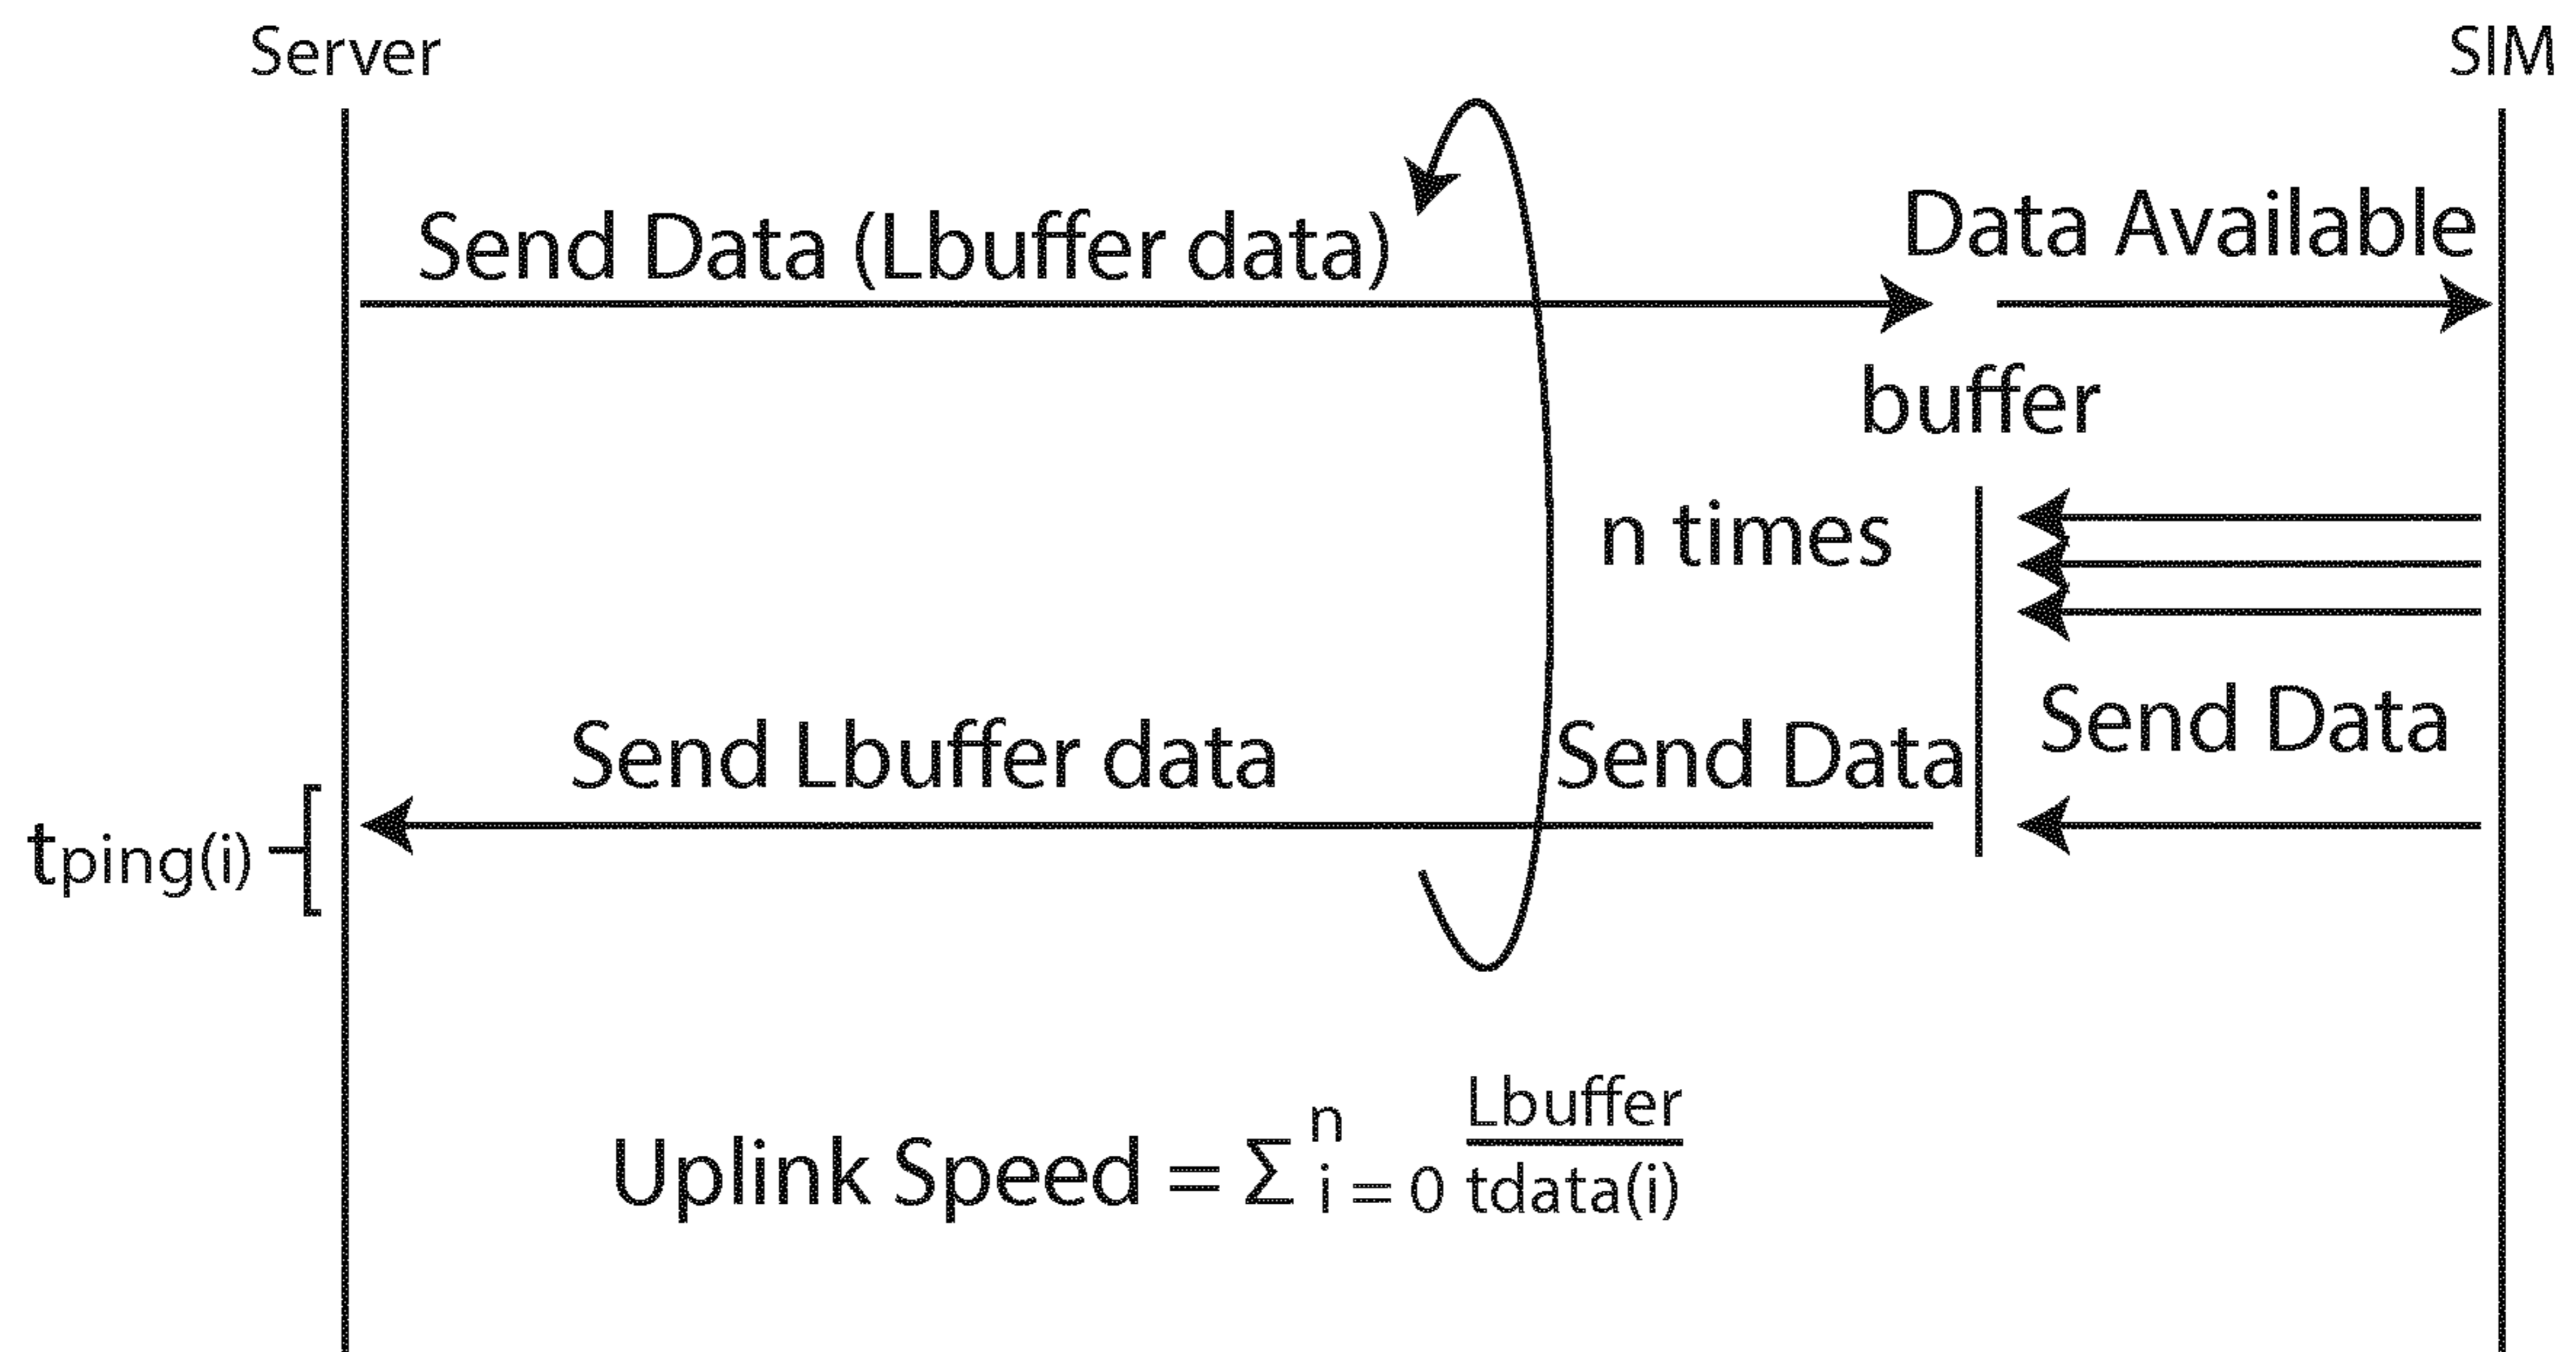 Server
SIM
Send Data (Lbuffer data)
Data Available
buffer
n times
Send Data
Send Lbuffer data
Send Data
tping(i)
Uplink Speed = Σ n i = 0 Lbuffer
tdata(i)